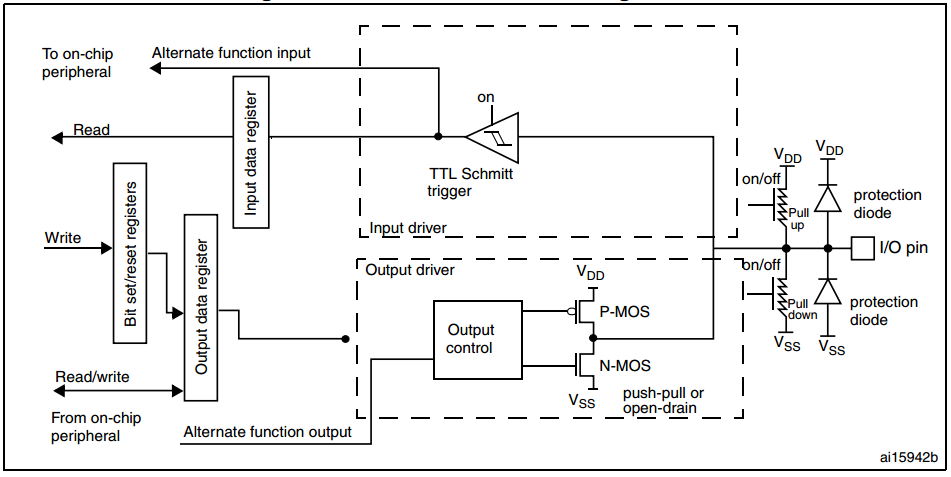 To on-chip
peripheral
Alternate function input
on
Read
Input data register
TTL Schmitt
trigger
Input driver
VDD
VDD
on/off
Pull
up
protection
diode
I/O pin
Write
Bit set/reset registers
Output data register
Output driver
VDD
on/off
Pull
down
protection
diode
VSS
VSS
P-MOS
Output
control
N-MOS
VSS
push-pull or
open-drain
Read/write
From on-chip
peripheral
Alternate function output
ai15942b